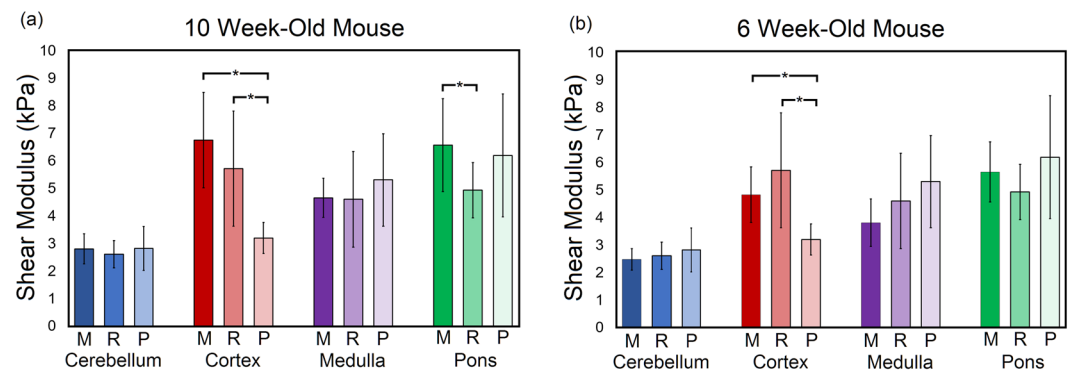 (a)
10 Week-Old Mouse
Shear Modulus (kPa)
10
9
8
7
6
5
4
3
2
1
0
*
*
*
M R P M R P M R P M R P
Cerebellum Cortex Medulla Pons
(b)
6 Week-Old Mouse
Shear Modulus (kPa)
10
9
8
7
6
5
4
3
2
1
0
*
*
M R P M R P M R P M R P
Cerebellum Cortex Medulla Pons